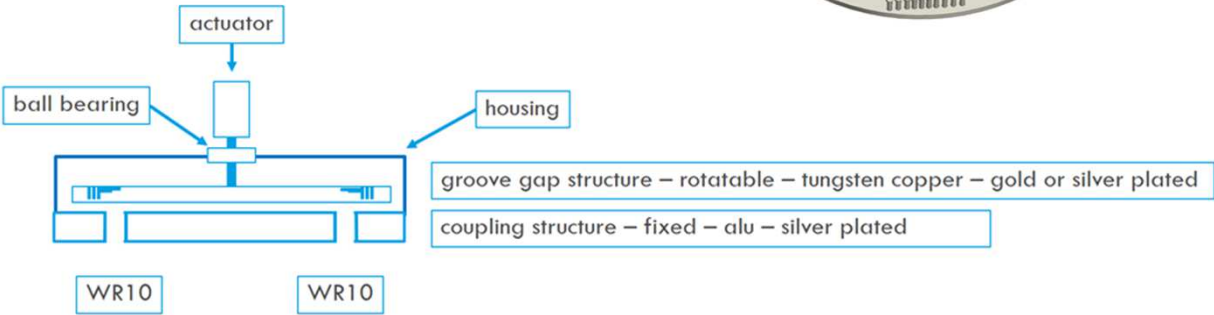 actuator
ball bearing
housing
groove gap structure – rotatable – tungsten copper – gold or silver plated
coupling structure – fixed – alu – silver plated
WR10
WR10